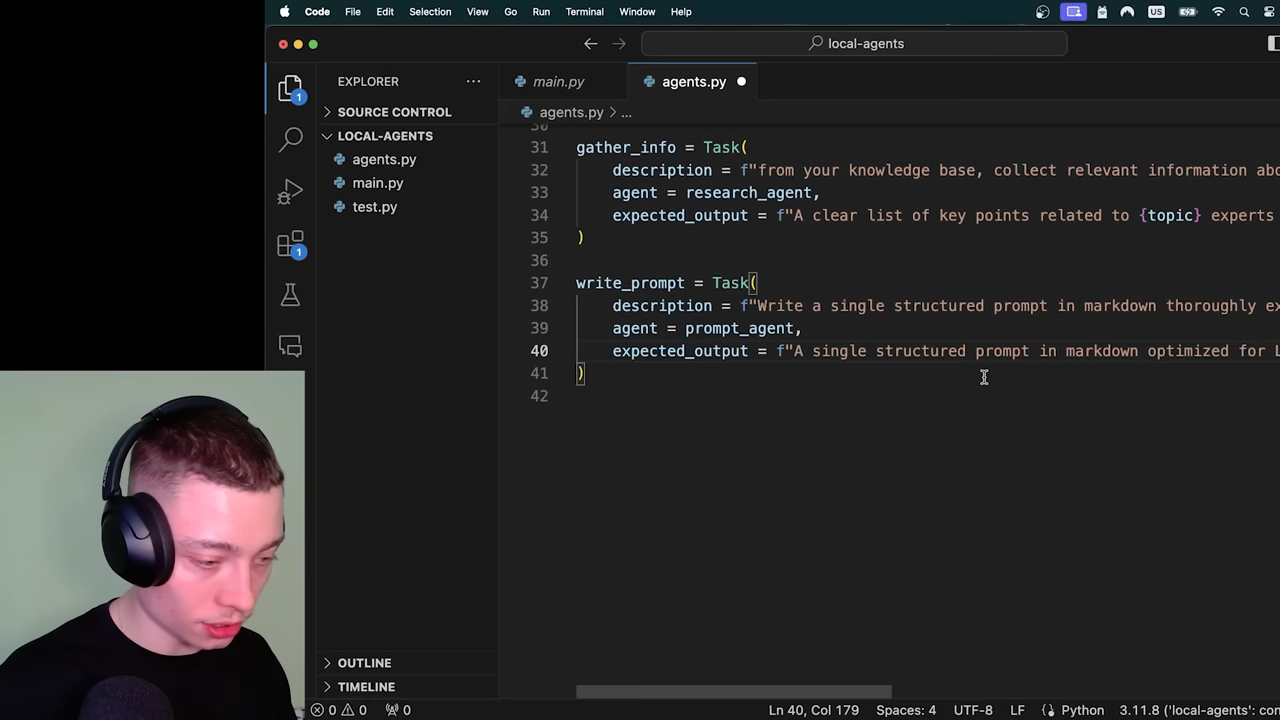 Code File Edit Selection View Go Run Terminal Window Help US
local-agents
EXPLORER ...
main.py agents.py
SOURCE CONTROL
agents.py > ...
LOCAL-AGENTS
agents.py
main.py
test.py
1
1
30
31 gather_info = Task(
32 description = f"from your knowledge base, collect relevant information
33 agent = research_agent,
34 expected_output = f"A clear list of key points related to {topic} experts
35 )
36
37 write_prompt = Task(
38 description = f"Write a single structured prompt in markdown thoroughly
39 agent = prompt_agent,
40 expected_output = f"A single structured prompt in markdown optimized for
41 )
42
OUTLINE
TIMELINE
0 0 0 Ln 40, Col 179 Spaces: 4 UTF-8 LF Python 3.11.8 ('local-agents':